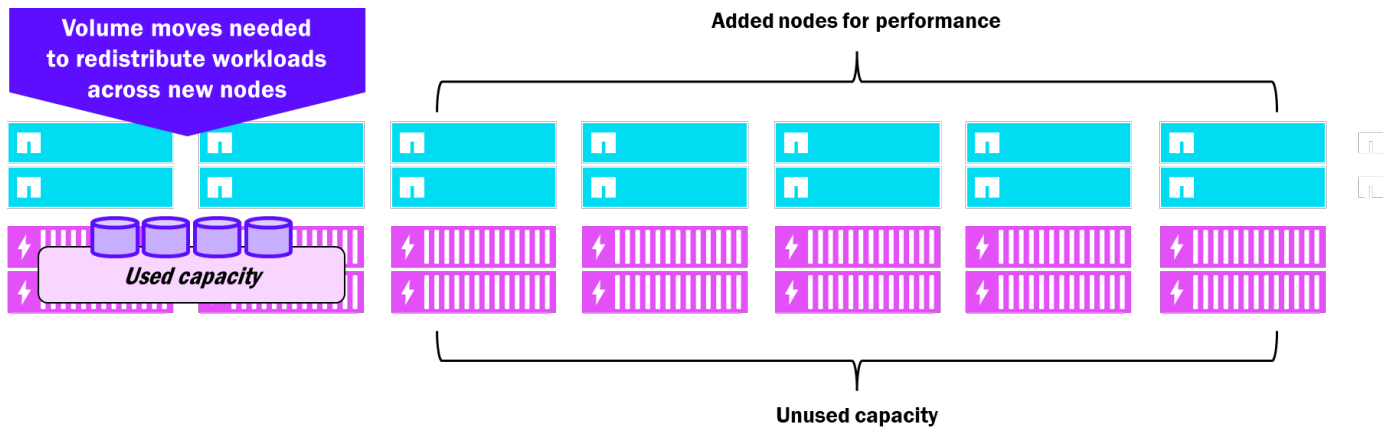 Volume moves needed
to redistribute workloads
across new nodes
Added nodes for performance
Used capacity
Unused capacity